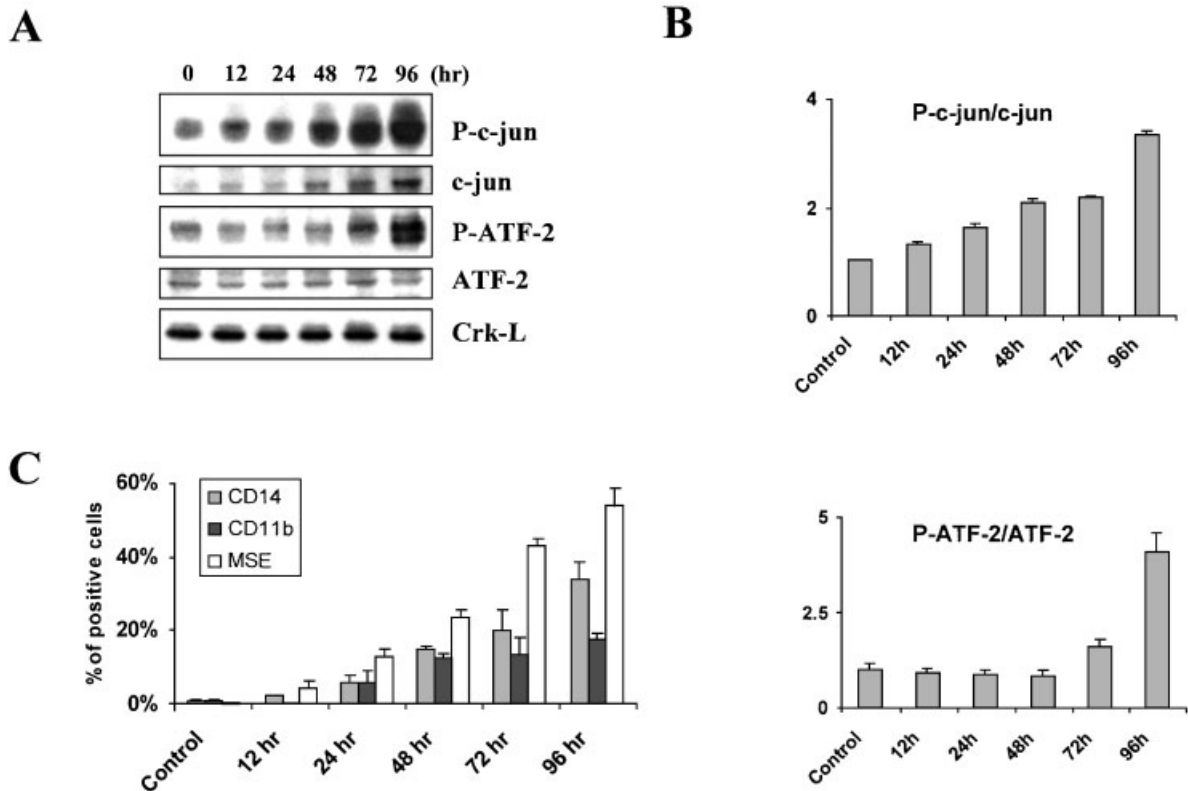 A
0 12 24 48 72 96 (hr)
P-c-jun
c-jun
P-ATF-2
ATF-2
Crk-L
B
P-c-jun/c-jun
4
2
0
Control 12h 24h 48h 72h 96h
P-ATF-2/ATF-2
5
2.5
0
Control 12h 24h 48h 72h 96h
C
% of positive cells
60%
40%
20%
0%
CD14
CD11b
MSE
Control 12 hr 24 hr 48 hr 72 hr 96 hr